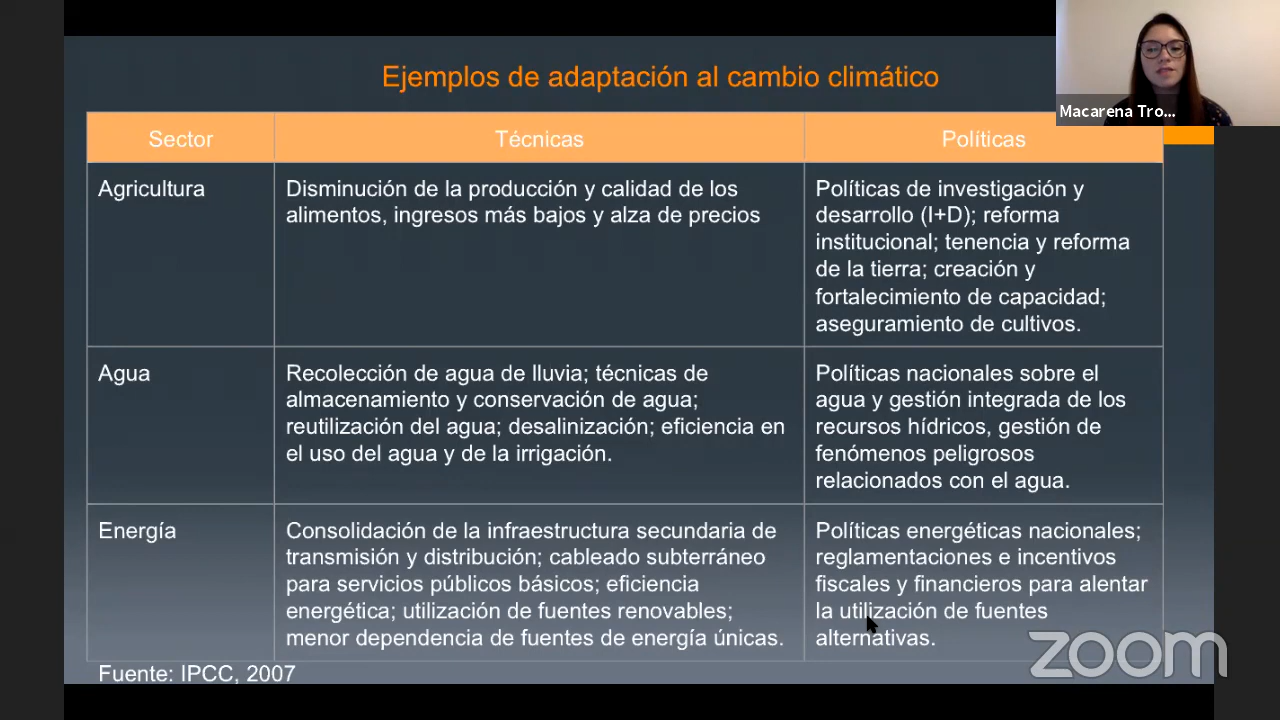 Ejemplos de adaptación al cambio climático
Macarena Tro...
Sector
Técnicas
Políticas
Agricultura
Disminución de la producción y calidad de los
alimentos, ingresos más bajos y alza de precios
Políticas de investigación y
desarrollo (I+D); reforma
institucional; tenencia y reforma
de la tierra; creación y
fortalecimiento de capacidad;
aseguramiento de cultivos.
Agua
Recolección de agua de lluvia; técnicas de
almacenamiento y conservación de agua;
reutilización del agua; desalinización; eficiencia en
el uso del agua y de la irrigación.
Políticas nacionales sobre el
agua y gestión integrada de los
recursos hídricos, gestión de
fenómenos peligrosos
relacionados con el agua.
Energía
Consolidación de la infraestructura secundaria de
transmisión y distribución; cableado subterráneo
para servicios públicos básicos; eficiencia
energética; utilización de fuentes renovables;
menor dependencia de fuentes de energía únicas.
Políticas energéticas nacionales;
reglamentaciones e incentivos
fiscales y financieros para alentar
la utilización de fuentes
alternativas.
Fuente: IPCC, 2007
zoom